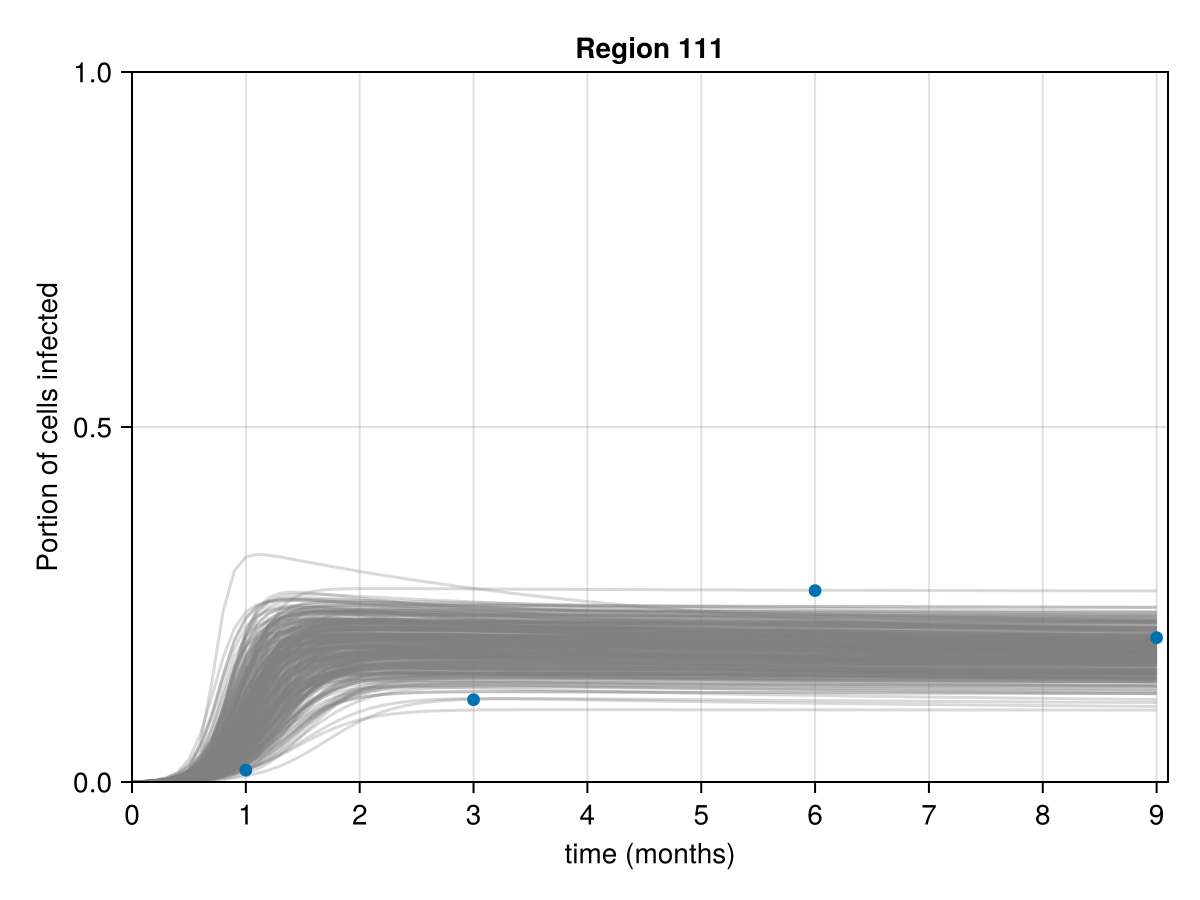 Region 111
1.0
0.5
0.0
Portion of cells infected
0 1 2 3 4 5 6 7 8 9
time (months)